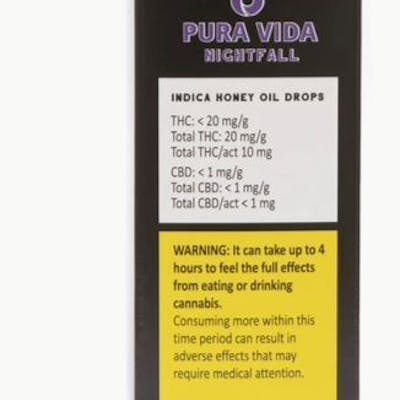 PURA VIDA
NIGHTFALL
INDICA HONEY OIL DROPS
THC: < 20 mg/g
Total THC: 20 mg/g
Total THC/act 10 mg
CBD: < 1 mg/g
Total CBD: < 1 mg/g
Total CBD/act < 1 mg
WARNING: It can take up to 4
hours to feel the full effects
from eating or drinking
cannabis.
Consuming more within this
time period can result in
adverse effects that may
require medical attention.